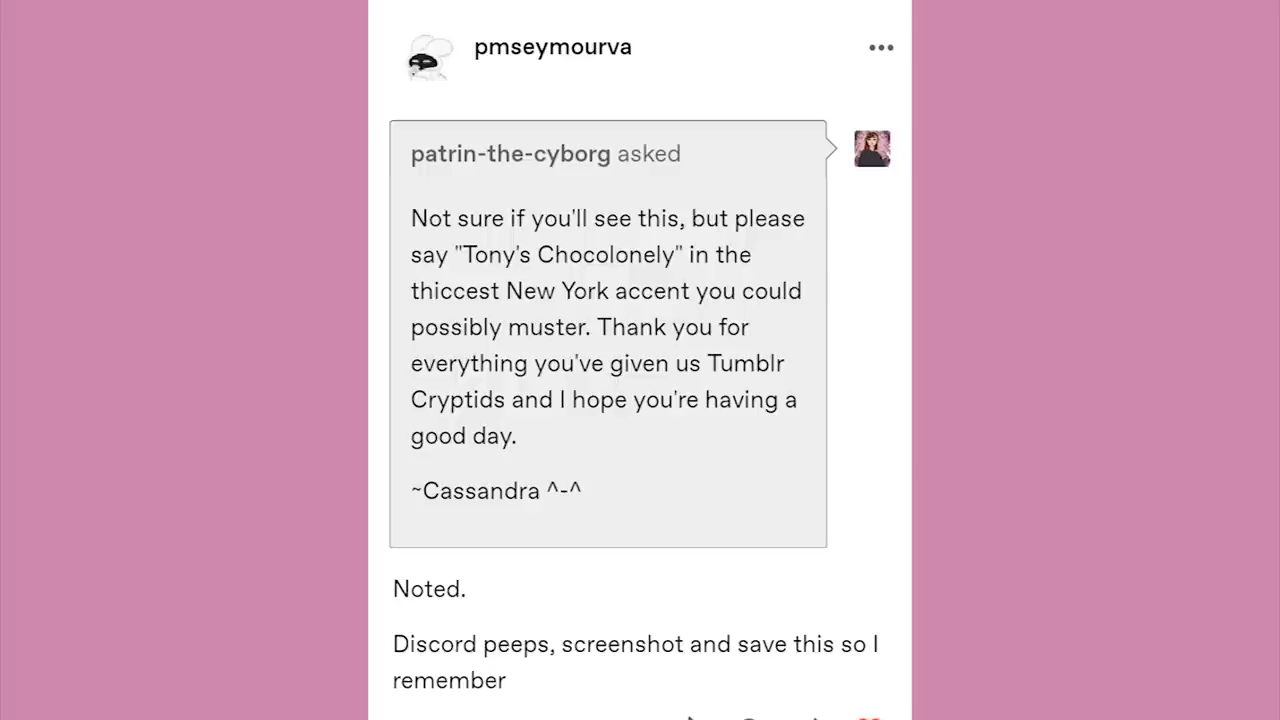 pmseymourva
patrin-the-cyborg asked
Not sure if you'll see this, but please
say "Tony's Chocolonely" in the
thiccest New York accent you could
possibly muster. Thank you for
everything you've given us Tumblr
Cryptids and I hope you're having a
good day.
~Cassandra ^-^
Noted.
Discord peeps, screenshot and save this so I
remember